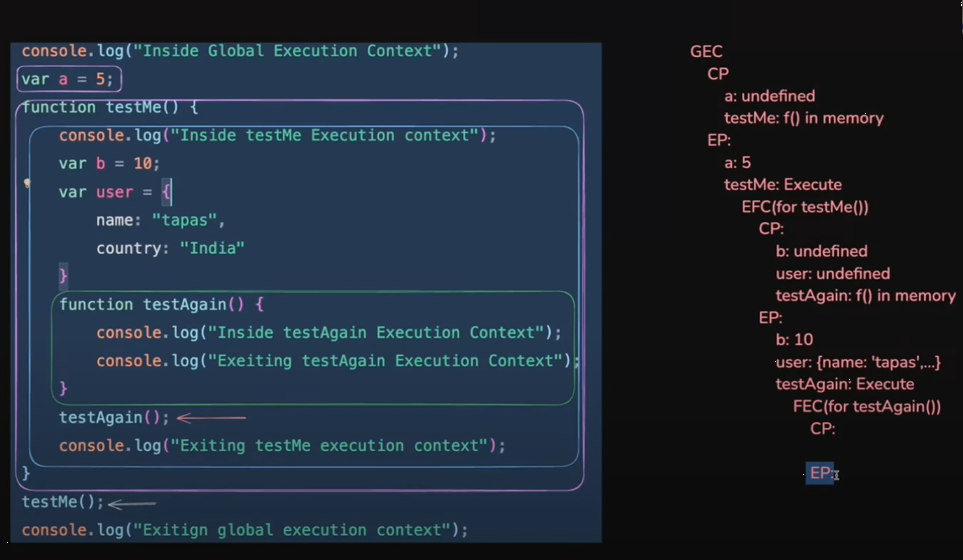 console.log("Inside Global Execution Context");
var a = 5;
function testMe() {
console.log("Inside testMe Execution context");
var b = 10;
var user = {
name: "tapas",
country: "India"
}
function testAgain() {
console.log("Inside testAgain Execution Context");
console.log("Exeiting testAgain Execution Context");
}
testAgain();
console.log("Exiting testMe execution context");
}
testMe();
console.log("Exitign global execution context");
GEC
CP
a: undefined
testMe: f() in memory
EP:
a: 5
testMe: Execute
EFC(for testMe())
CP:
b: undefined
user: undefined
testAgain: f() in memory
EP:
b: 10
user: {name: 'tapas',...}
testAgain: Execute
FEC(for testAgain())
CP:
EP: